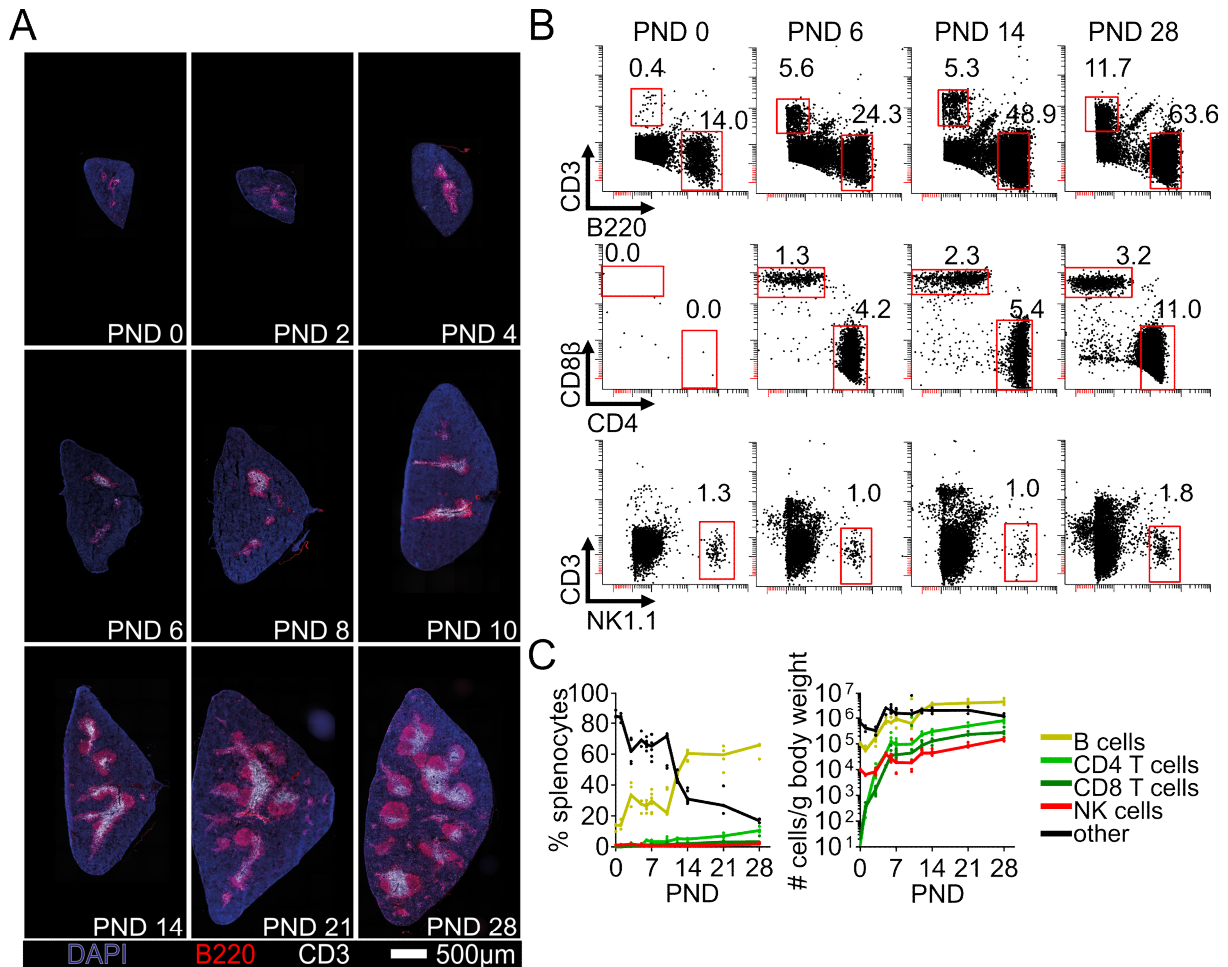 A
PND 0
PND 2
PND 4
PND 6
PND 8
PND 10
PND 14
PND 21
PND 28
DAPI B220 CD3 500µm
B
PND 0 PND 6 PND 14 PND 28
0.4 5.6 5.3 11.7
14.0 24.3 48.9 63.6
CD3
B220
0.0 1.3 2.3 3.2
0.0 4.2 5.4 11.0
CD8β
CD4
1.3 1.0 1.0 1.8
CD3
NK1.1
C
% splenocytes
100
80
60
40
20
0
0 7 14 21 28
PND
# cells/g body weight
10⁷
10⁶
10⁵
10⁴
10³
10²
10¹
0 7 14 21 28
PND
B cells
CD4 T cells
CD8 T cells
NK cells
other